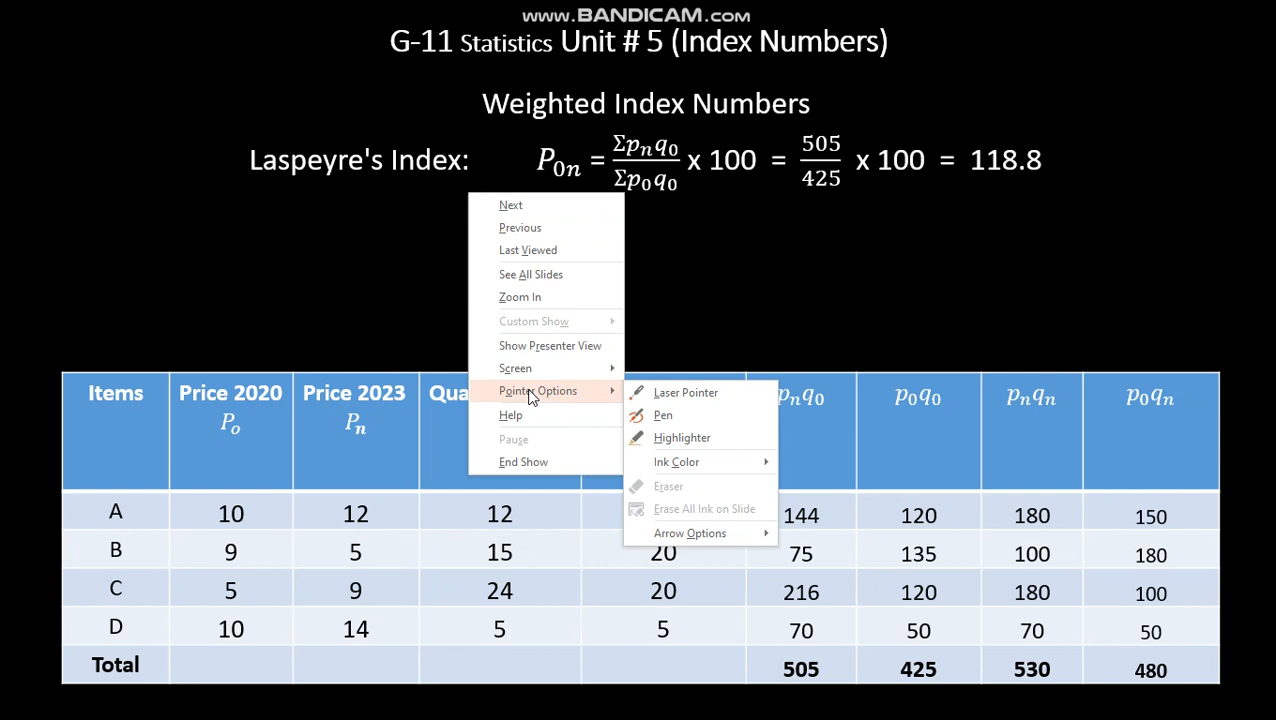 www.BANDICAM.com
G-11 Statistics Unit # 5 (Index Numbers)
Weighted Index Numbers
Laspeyre's Index: P₀ₙ = Σpₙq₀ / Σp₀q₀ x 100 = 505 / 425 x 100 = 118.8
Next
Previous
Last Viewed
See All Slides
Zoom In
Custom Show
Show Presenter View
Screen
Pointer Options
Help
Pause
End Show
Laser Pointer
Pen
Highlighter
Ink Color
Eraser
Erase All Ink on Slide
Arrow Options
Items Price 2020 Pₒ Price 2023 Pₙ Qua pₙq₀ p₀q₀ pₙqₙ p₀qₙ
A 10 12 12 144 120 180 150
B 9 5 15 20 75 135 100 180
C 5 9 24 20 216 120 180 100
D 10 14 5 5 70 50 70 50
Total 505 425 530 480